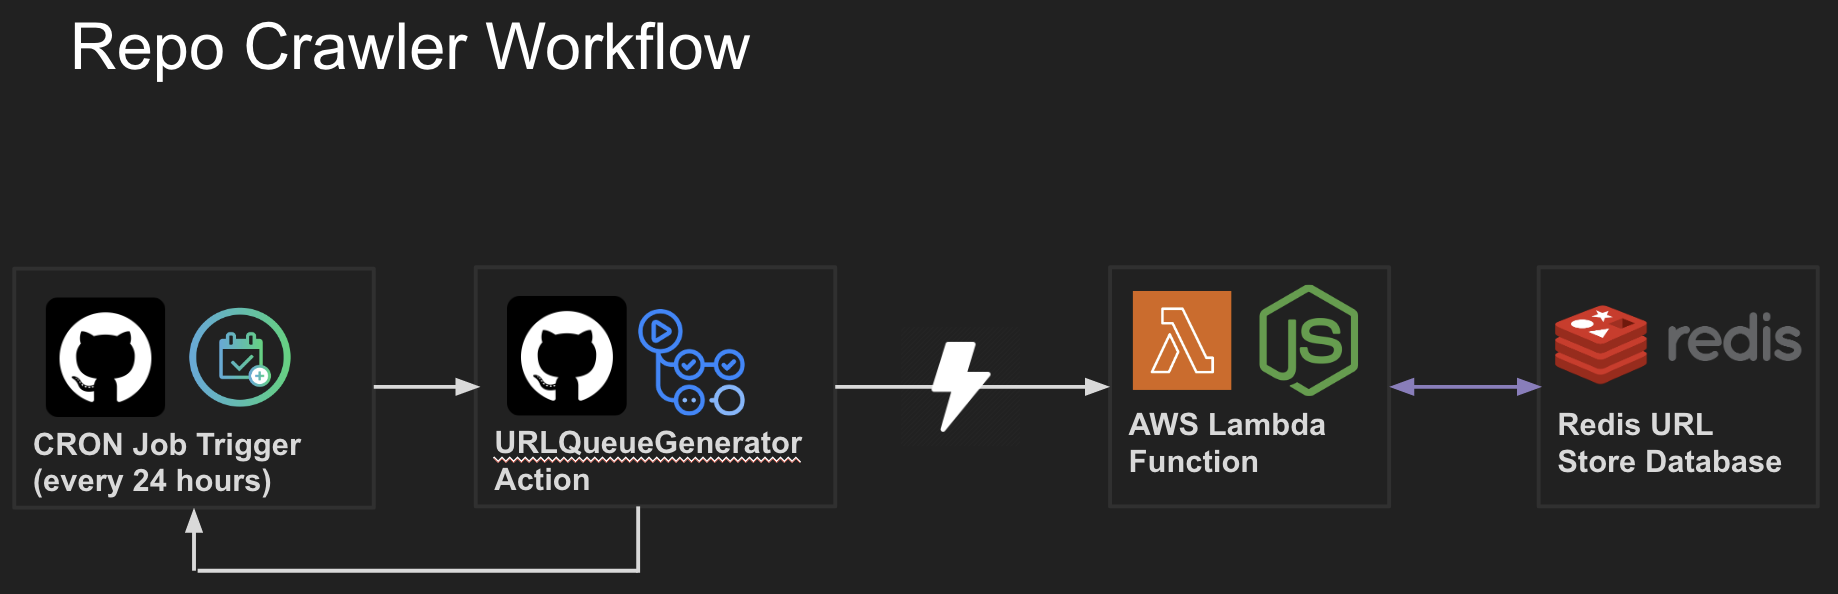 Repo Crawler Workflow
CRON Job Trigger
(every 24 hours)
URLQueueGenerator
Action
JS
AWS Lambda
Function
redis
Redis URL
Store Database